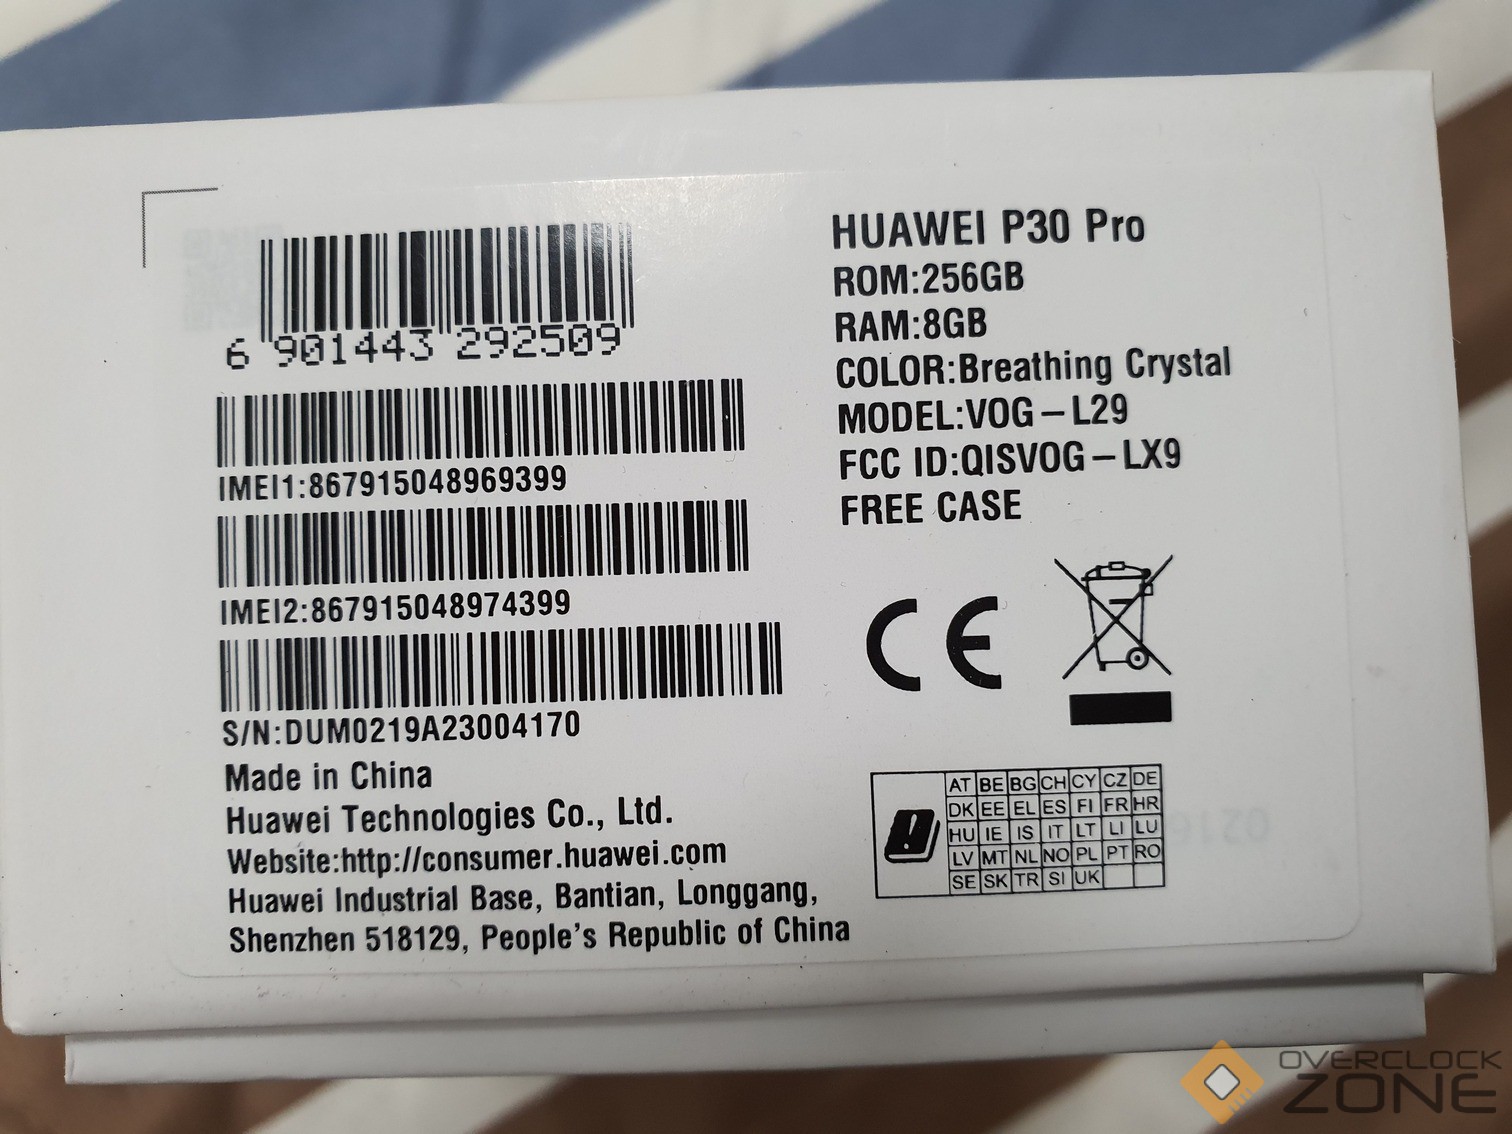 6 901443 292509
IMEI1:867915048969399
IMEI2:867915048974399
S/N:DUM0219A23004170
Made in China
Huawei Technologies Co., Ltd.
Website:http://consumer.huawei.com
Huawei Industrial Base, Bantian, Longgang,
Shenzhen 518129, People's Republic of China
HUAWEI P30 Pro
ROM:256GB
RAM:8GB
COLOR:Breathing Crystal
MODEL:VOG-L29
FCC ID:QISVOG-LX9
FREE CASE
CE
AT BE BG CH CY CZ DE
DK EE EL ES FI FR HR
HU IE IS IT LT LI LU
LV MT NL NO PL PT RO
SE SK TR SI UK
OVERCLOCK
ZONE